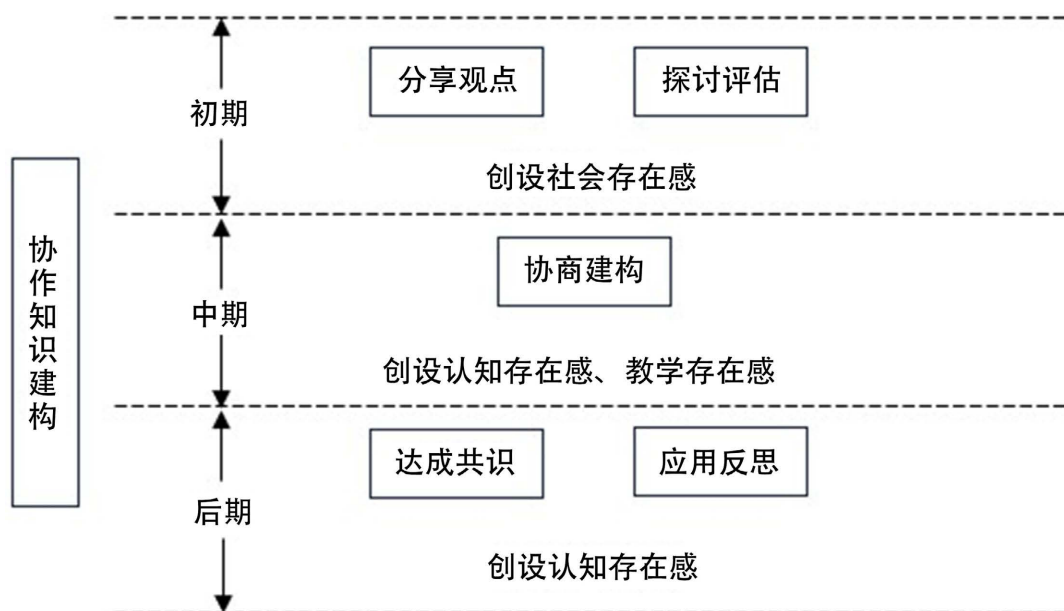 分享观点
探讨评估
初期
创设社会存在感
协作知识建构
协商建构
中期
创设认知存在感、教学存在感
达成共识
应用反思
后期
创设认知存在感